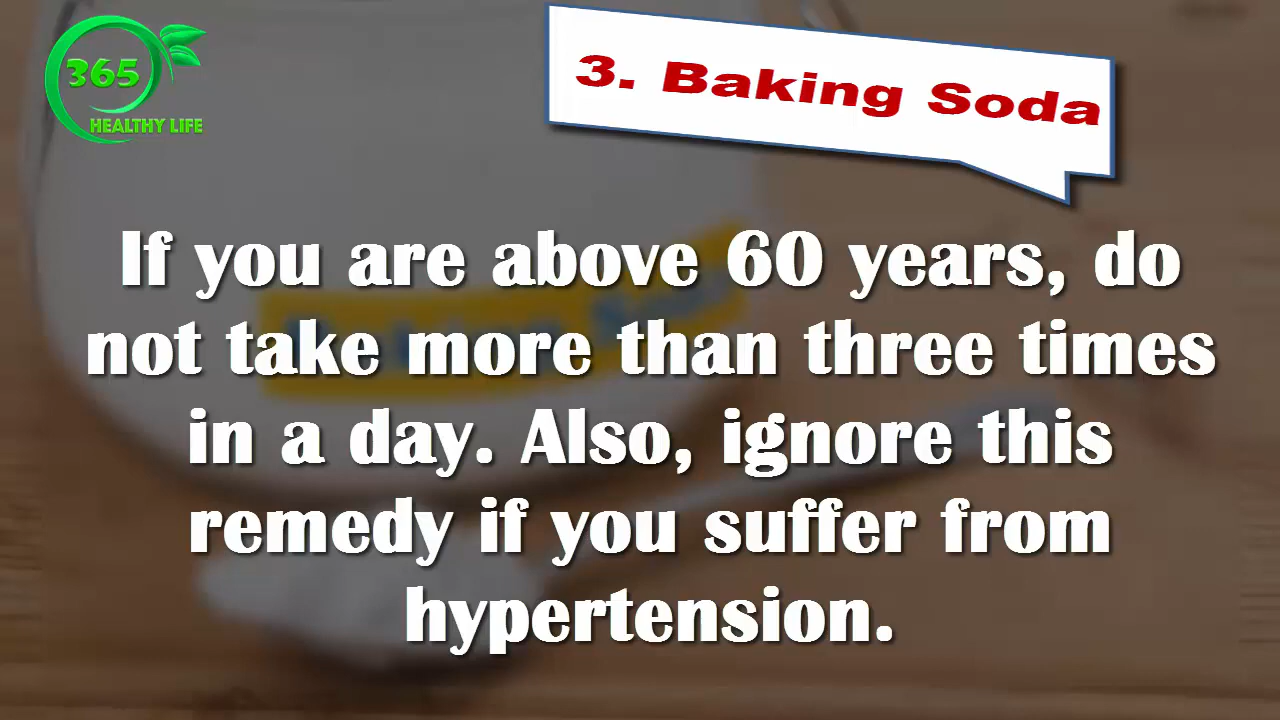 365
HEALTHY LIFE
3. Baking Soda
If you are above 60 years, do
not take more than three times
in a day. Also, ignore this
remedy if you suffer from
hypertension.